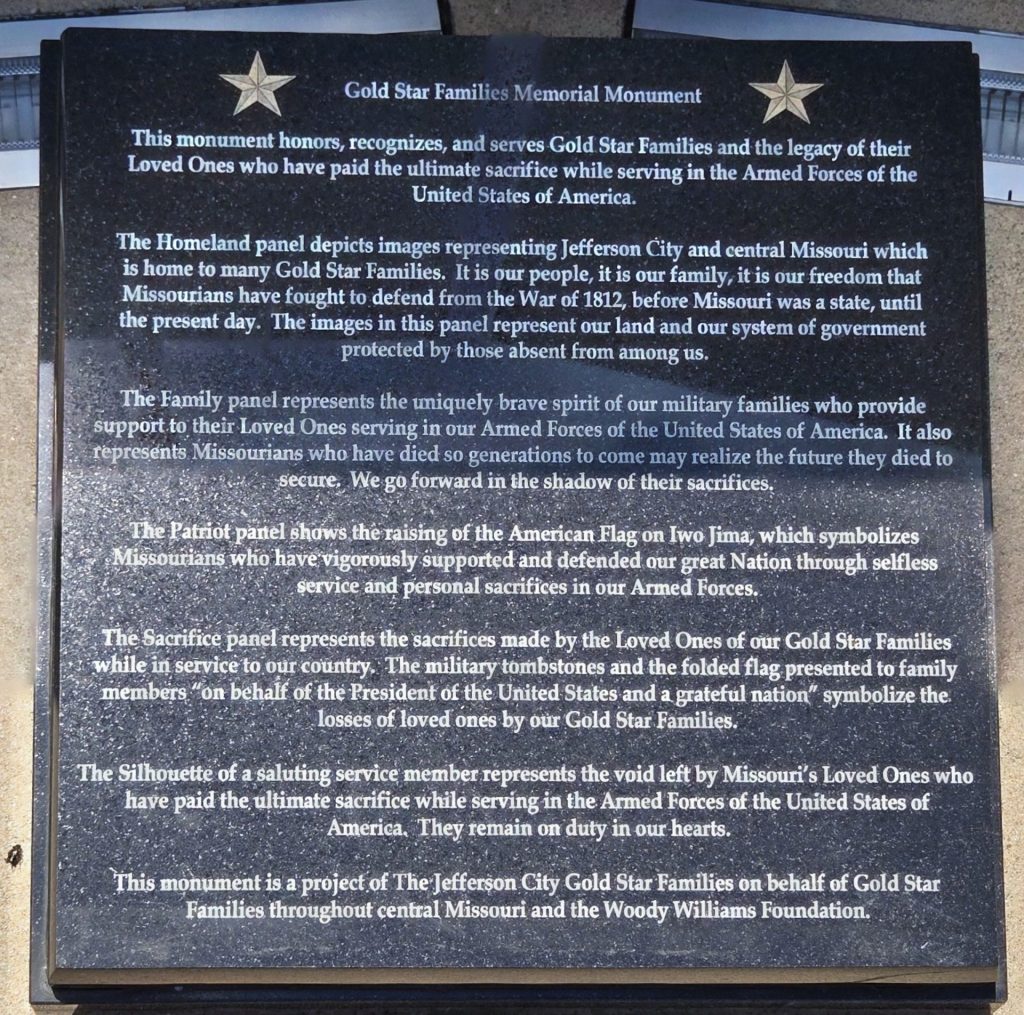 Gold Star Families Memorial Monument
This monument honors, recognizes, and serves Gold Star Families and the legacy of their
Loved Ones who have paid the ultimate sacrifice while serving in the Armed Forces of the
United States of America.
The Homeland panel depicts images representing Jefferson City and central Missouri which
is home to many Gold Star Families.  It is our people, it is our family, it is our freedom that
Missourians have fought to defend from the War of 1812, before Missouri was a state, until
the present day.  The images in this panel represent our land and our system of government
protected by those absent from among us.
The Family panel represents the uniquely brave spirit of our military families who provide
support to their Loved Ones serving in our Armed Forces of the United States of America.  It also
represents Missourians who have died so generations to come may realize the future they died to
secure.  We go forward in the shadow of their sacrifices.
The Patriot panel shows the raising of the American Flag on Iwo Jima, which symbolizes
Missourians who have vigorously supported and defended our great Nation through selfless
service and personal sacrifices in our Armed Forces.
The Sacrifice panel represents the sacrifices made by the Loved Ones of our Gold Star Families
while in service to our country.  The military tombstones and the folded flag presented to family
members "on behalf of the President of the United States and a grateful nation" symbolize the
losses of loved ones by our Gold Star Families.
The Silhouette of a saluting service member represents the void left by Missouri's Loved Ones who
have paid the ultimate sacrifice while serving in the Armed Forces of the United States of
America.  They remain on duty in our hearts.
This monument is a project of The Jefferson City Gold Star Families on behalf of Gold Star
Families throughout central Missouri and the Woody Williams Foundation.